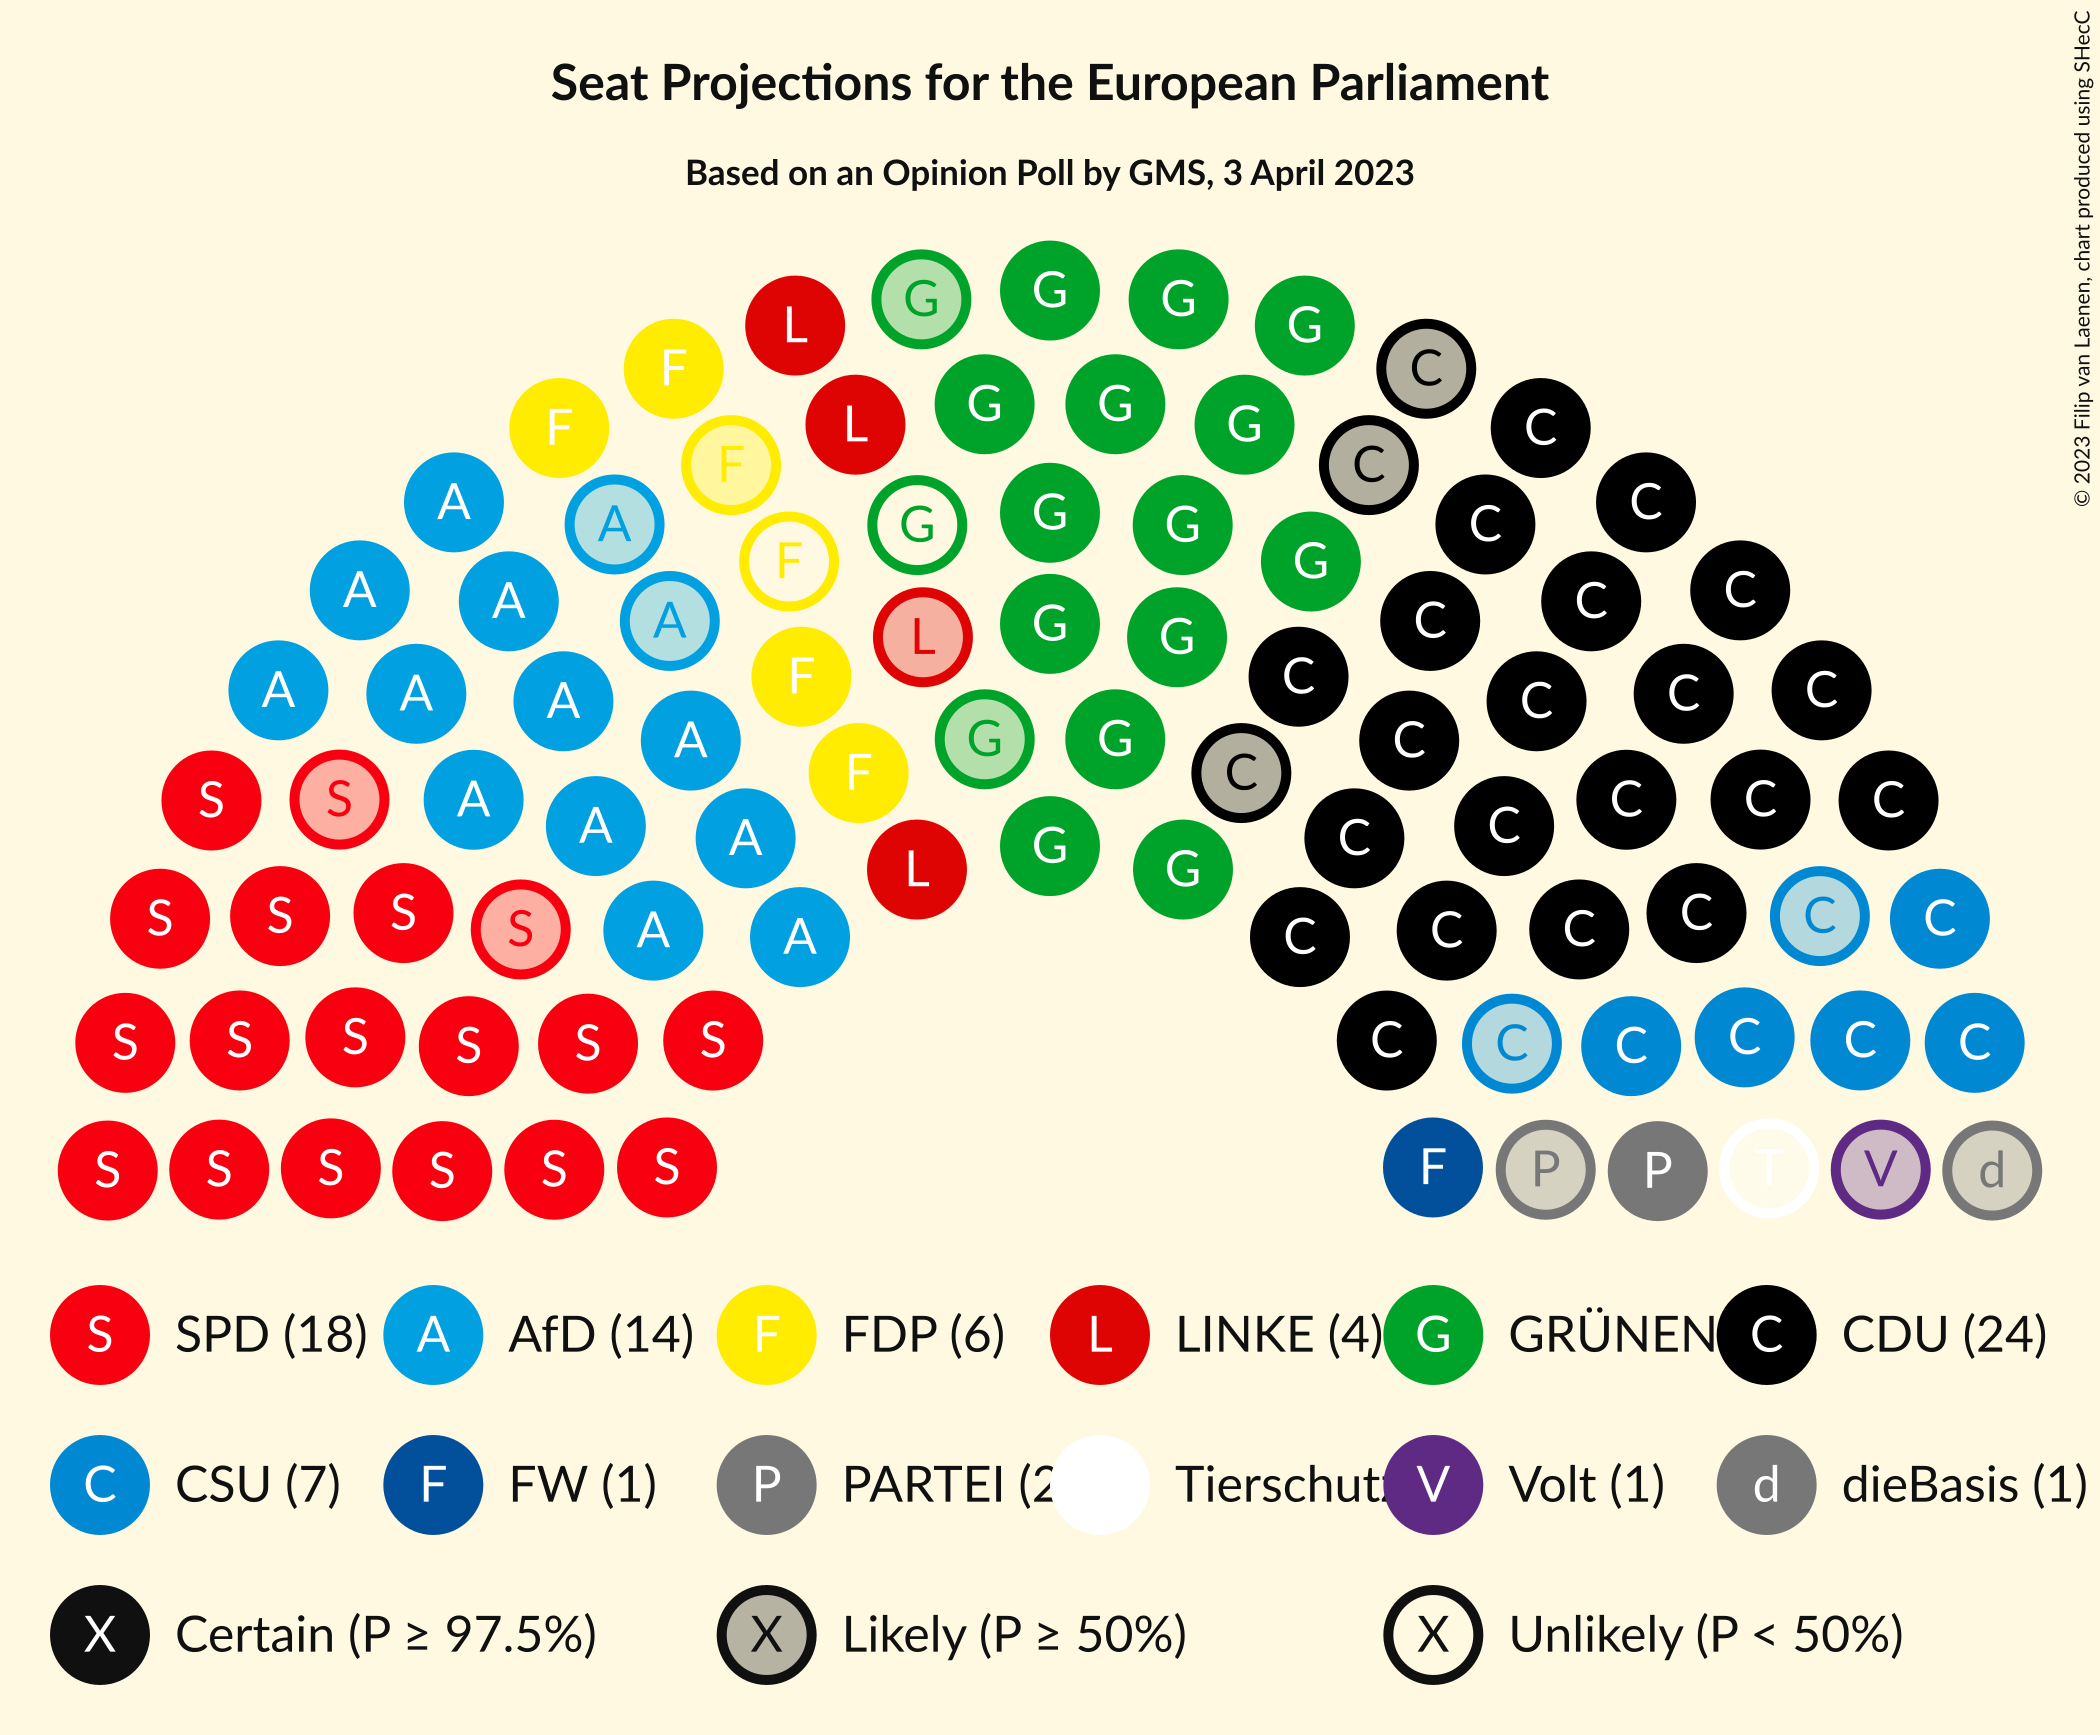 © 2023 Filip van Laenen, chart produced using SHecC
Seat Projections for the European Parliament
Based on an Opinion Poll by GMS, 3 April 2023
L G G G G
F C
F L G G G C
F C
A A G G G C C
F G
A A C C
A L G G C
A A A F C C C C
A G G C
F C
S S A C C C
A A C C
L G G
S S S S A A C C C C C C
S S S S S S C C C C C C
S S S S S S F P P T V d
S SPD (18) A AfD (14) F FDP (6) L LINKE (4) G GRÜNEN C CDU (24)
C CSU (7) F FW (1) P PARTEI (2 Tierschutz V Volt (1) d dieBasis (1)
X Certain (P ≥ 97.5%) X Likely (P ≥ 50%) X Unlikely (P < 50%)